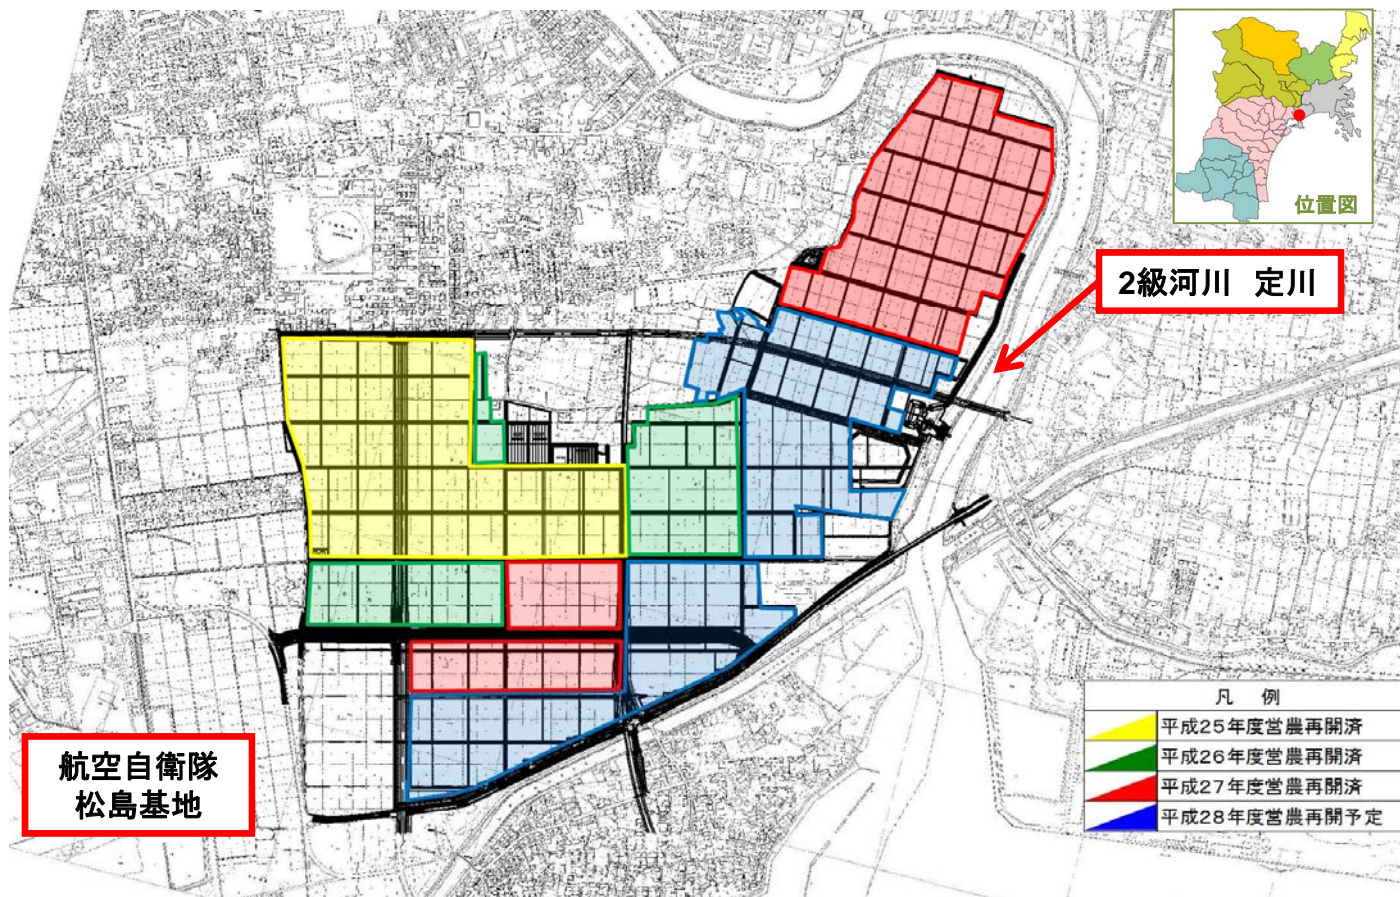 位置図
2級河川 定川
航空自衛隊
松島基地
凡 例
平成25年度営農再開済
平成26年度営農再開済
平成27年度営農再開済
平成28年度営農再開予定